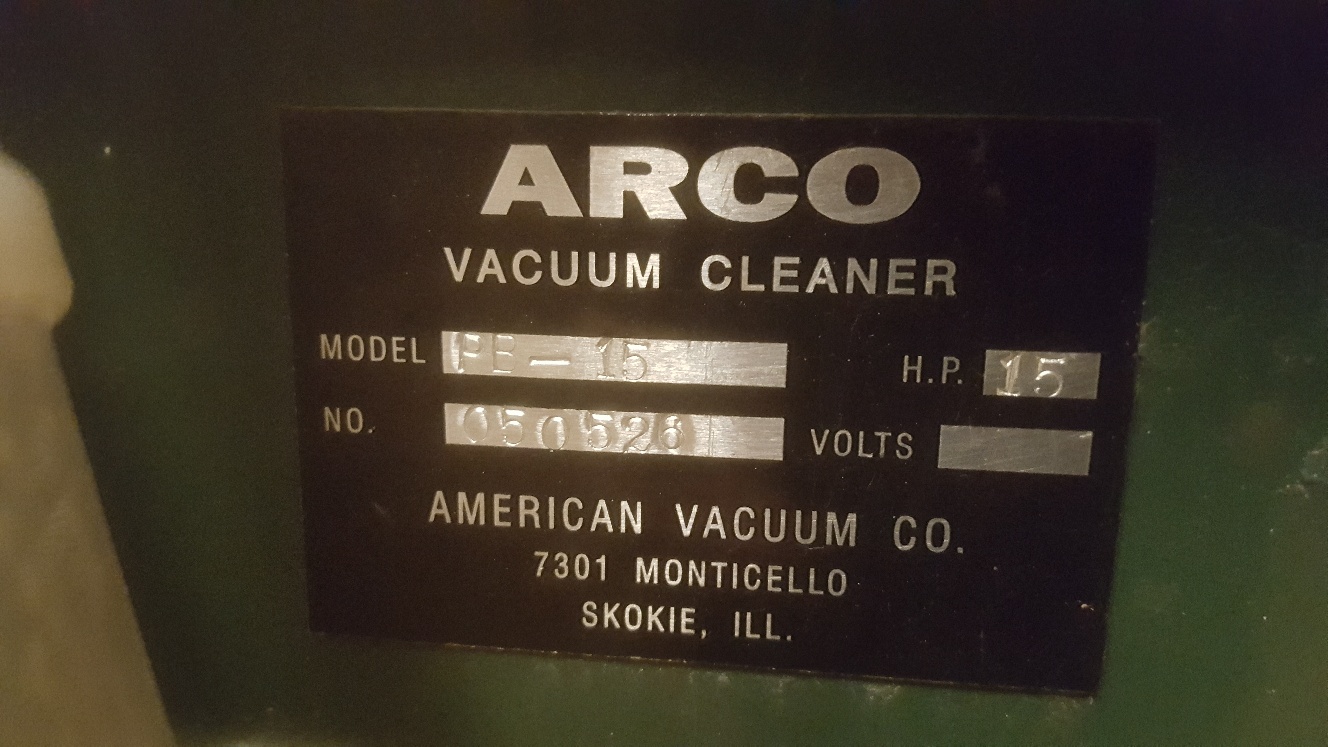 ARCO
VACUUM CLEANER
MODEL PB-15 H.P. 15
NO. 050526 VOLTS
AMERICAN VACUUM CO.
7301 MONTICELLO
SKOKIE, ILL.